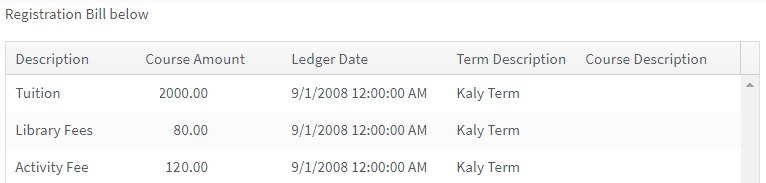 Registration Bill below
Description Course Amount Ledger Date Term Description Course Description
Tuition 2000.00 9/1/2008 12:00:00 AM Kaly Term
Library Fees 80.00 9/1/2008 12:00:00 AM Kaly Term
Activity Fee 120.00 9/1/2008 12:00:00 AM Kaly Term